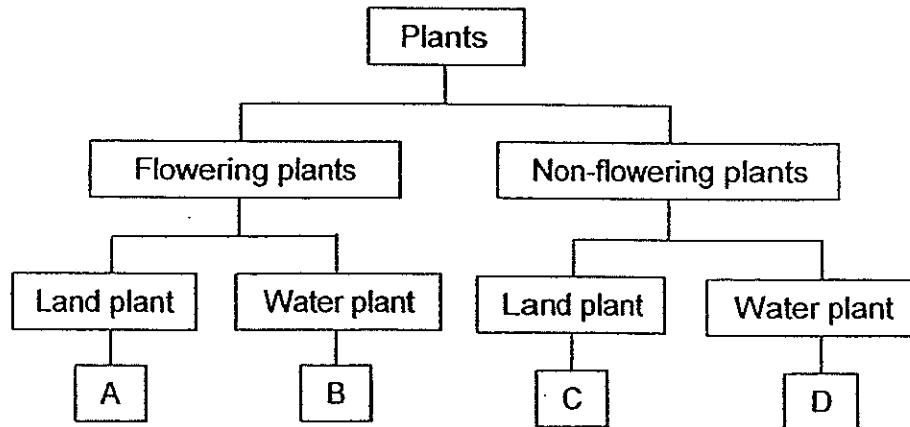 Plants
Flowering plants
Non-flowering plants
Land plant
Water plant
Land plant
Water plant
A
B
C
D